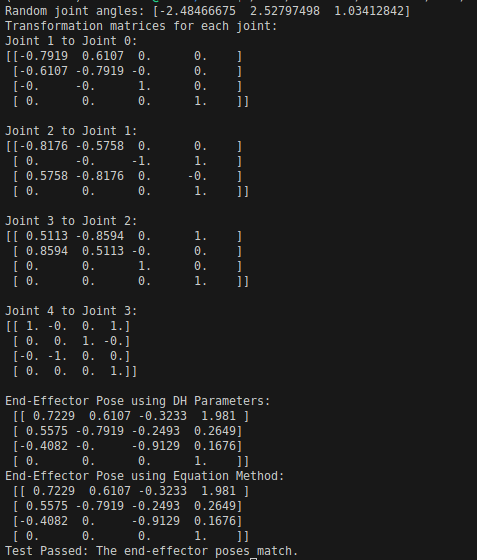 Random joint angles: [-2.48466675  2.52797498  1.03412842]
Transformation matrices for each joint:
Joint 1 to Joint 0:
[[-0.7919  0.6107  0.      0.    ]
 [-0.6107 -0.7919 -0.      0.    ]
 [-0.     -0.      1.      0.    ]
 [ 0.      0.      0.      1.    ]]

Joint 2 to Joint 1:
[[-0.8176 -0.5758  0.      0.    ]
 [ 0.     -0.     -1.      1.    ]
 [ 0.5758 -0.8176  0.     -0.    ]
 [ 0.      0.      0.      1.    ]]

Joint 3 to Joint 2:
[[ 0.5113 -0.8594  0.      1.    ]
 [ 0.8594  0.5113 -0.      0.    ]
 [ 0.      0.      1.      0.    ]
 [ 0.      0.      0.      1.    ]]

Joint 4 to Joint 3:
[[ 1. -0.  0.  1.]
 [ 0.  0.  1. -0.]
 [-0. -1.  0.  0.]
 [ 0.  0.  0.  1.]]

End-Effector Pose using DH Parameters:
 [[ 0.7229  0.6107 -0.3233  1.981 ]
 [ 0.5575 -0.7919 -0.2493  0.2649]
 [-0.4082 -0.     -0.9129  0.1676]
 [ 0.      0.      0.      1.    ]]
End-Effector Pose using Equation Method:
 [[ 0.7229  0.6107 -0.3233  1.981 ]
 [ 0.5575 -0.7919 -0.2493  0.2649]
 [-0.4082  0.     -0.9129  0.1676]
 [ 0.      0.      0.      1.    ]]
Test Passed: The end-effector poses match.